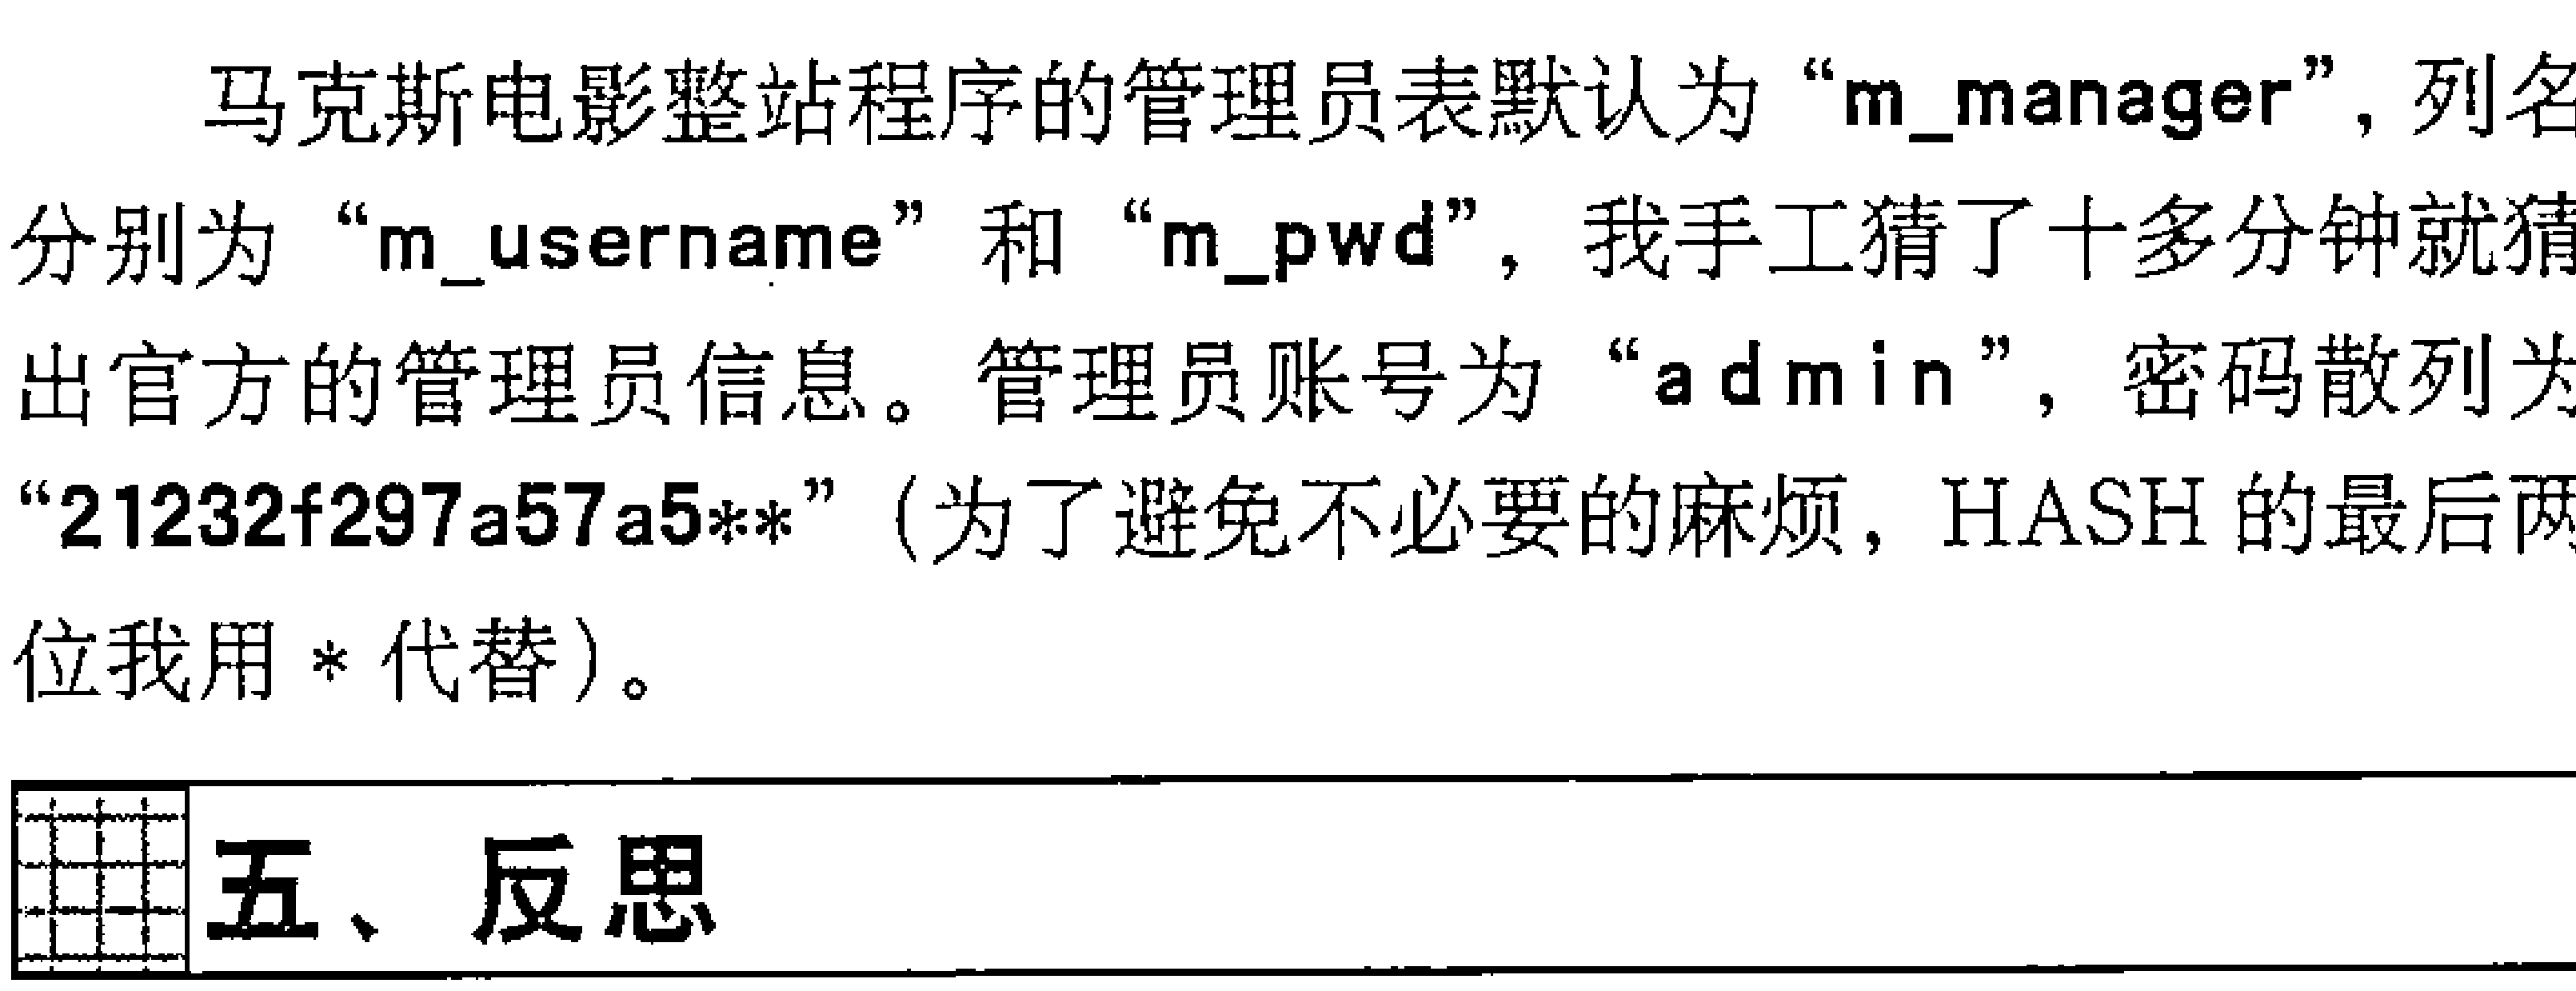 马克斯电影整站程序的管理员表默认为“m_manager”，列名
分别为“m_username”和“m_pwd”，我手工猜了十多分钟就猜
出官方的管理员信息。管理员账号为“admin”，密码散列为
“21232f297a57a5**”（为了避免不必要的麻烦，HASH的最后两
位我用*代替）。
五、反思